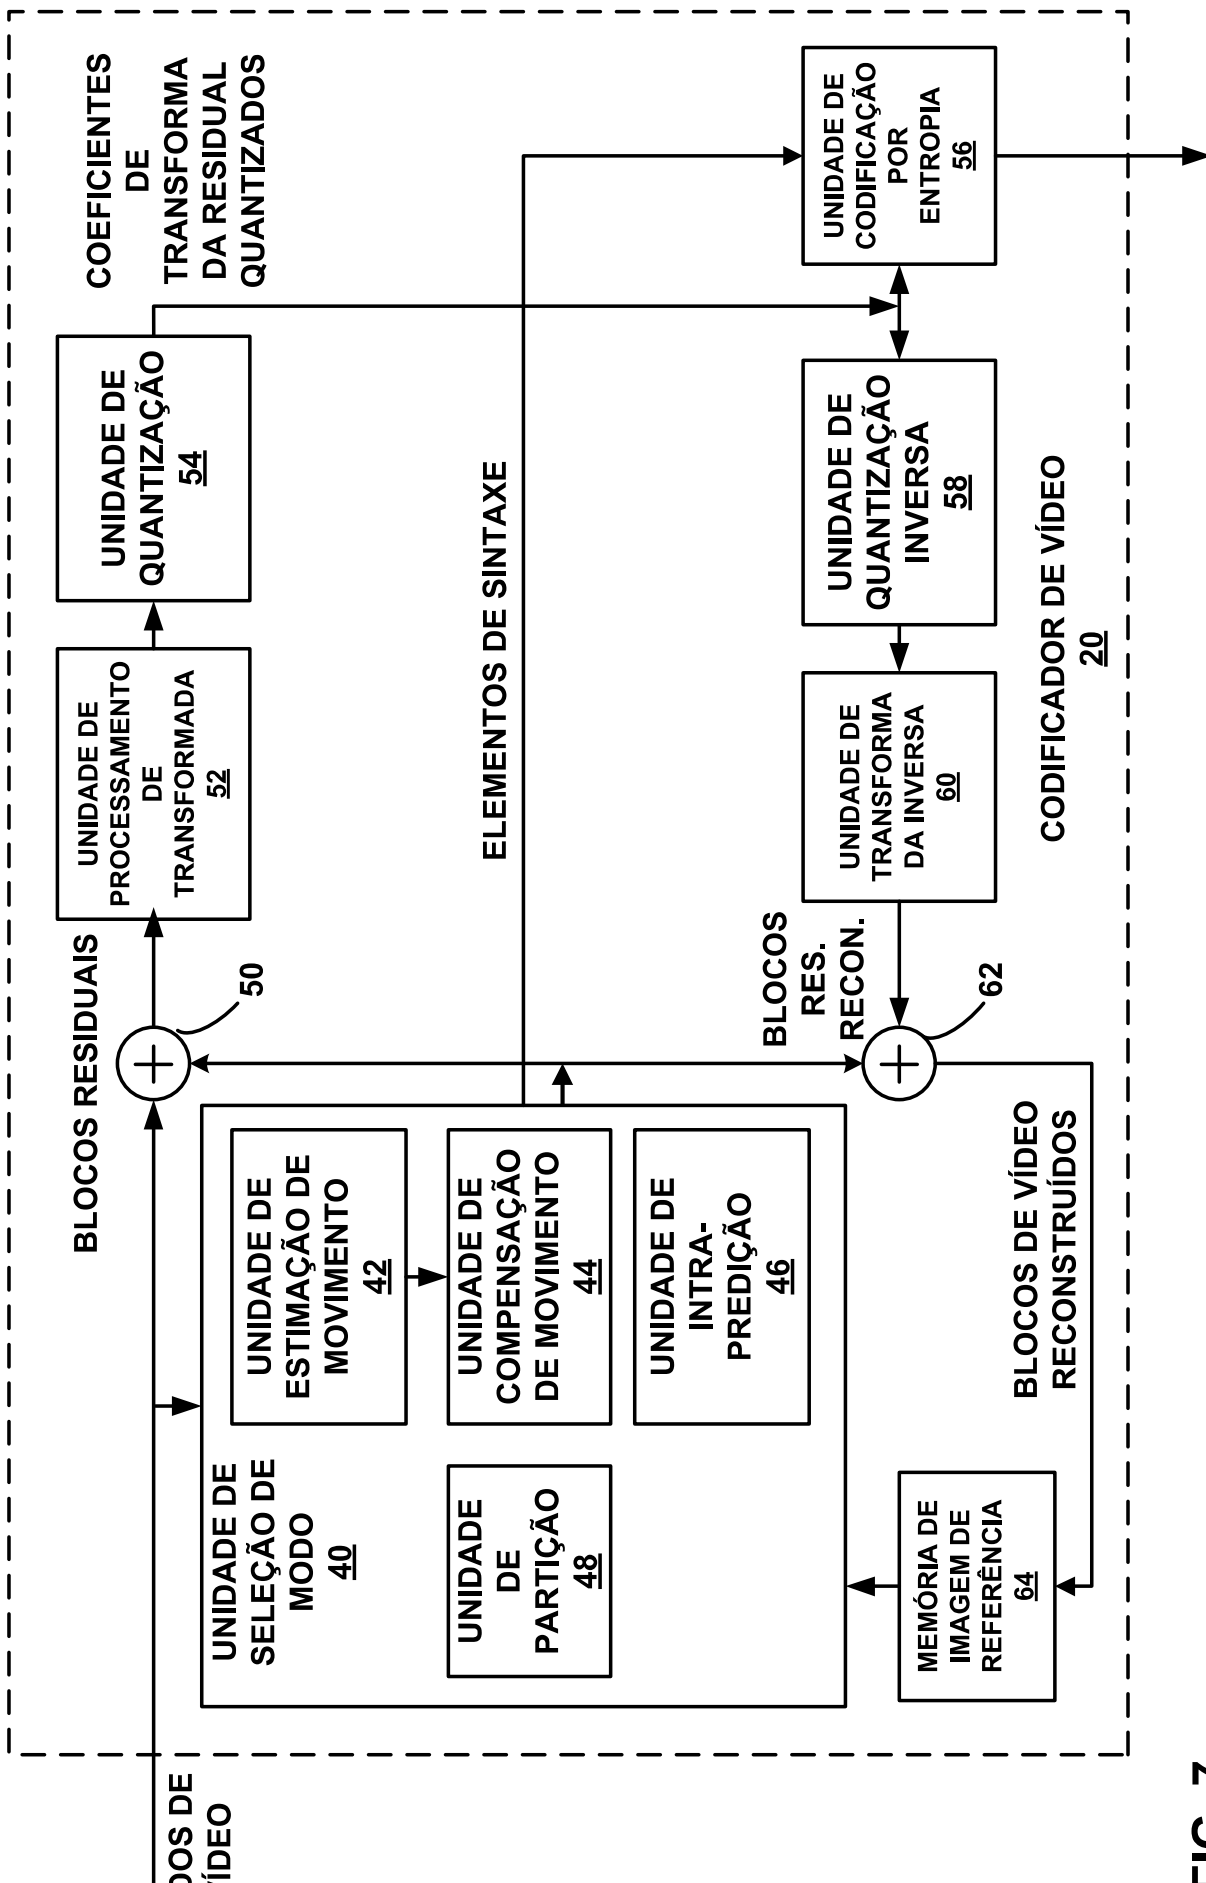 COEFICIENTES
DE
TRANSFORMA
DA RESIDUAL
QUANTIZADOS
UNIDADE DE
QUANTIZAÇÃO
54
UNIDADE DE
PROCESSAMENTO
DE
TRANSFORMADA
52
BLOCOS RESIDUAIS
50
ELEMENTOS DE SINTAXE
UNIDADE DE
CODIFICAÇÃO
POR
ENTROPIA
56
UNIDADE DE
QUANTIZAÇÃO
INVERSA
58
UNIDADE DE
TRANSFORMA
DA INVERSA
60
BLOCOS
RES.
RECON.
62
UNIDADE DE
SELEÇÃO DE
MODO
40
UNIDADE DE
ESTIMAÇÃO DE
MOVIMENTO
42
UNIDADE DE
COMPENSAÇÃO
DE MOVIMENTO
44
UNIDADE DE
INTRA-
PREDIÇÃO
46
UNIDADE
DE
PARTIÇÃO
48
MEMÓRIA DE
IMAGEM DE
REFERÊNCIA
64
BLOCOS DE VÍDEO
RECONSTRUÍDOS
CODIFICADOR DE VÍDEO
20
DE